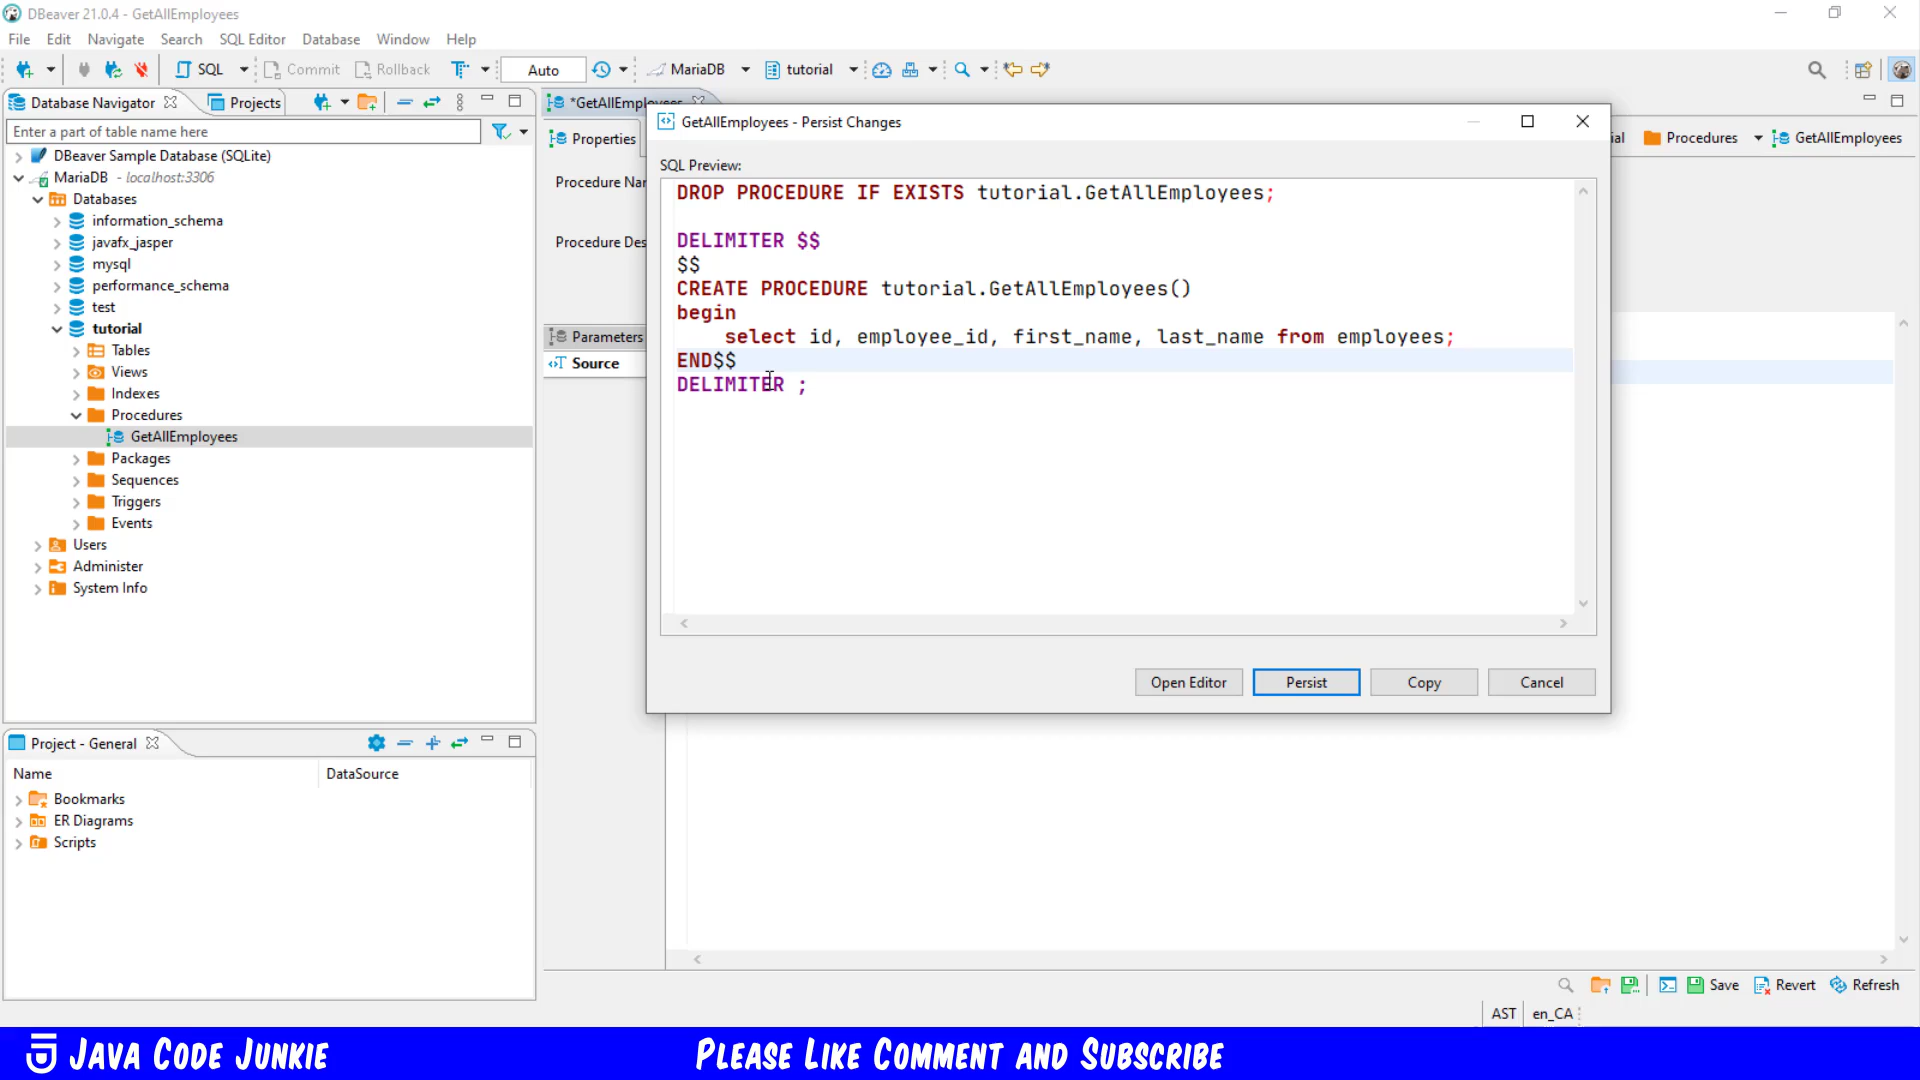 DBeaver 21.0.4 - GetAllEmployees
File Edit Navigate Search SQL Editor Database Window Help
SQL Commit Rollback Auto MariaDB tutorial
Database Navigator Projects *GetAllEmployees
Enter a part of table name here
Properties
Procedures GetAllEmployees
DBeaver Sample Database (SQLite)
MariaDB - localhost:3306
Databases
information_schema
javafx_jasper
mysql
performance_schema
test
tutorial
Tables
Views
Indexes
Procedures
GetAllEmployees
Packages
Sequences
Triggers
Events
Users
Administer
System Info
Procedure
Procedure
Parameters
Source
GetAllEmployees - Persist Changes
SQL Preview:
DROP PROCEDURE IF EXISTS tutorial.GetAllEmployees;
DELIMITER $$
$$
CREATE PROCEDURE tutorial.GetAllEmployees()
begin
select id, employee_id, first_name, last_name from employees;
END$$
DELIMITER ;
Open Editor Persist Copy Cancel
Project - General
Name DataSource
Bookmarks
ER Diagrams
Scripts
Save Revert Refresh
AST en_CA
JAVA CODE JUNKIE PLEASE LIKE COMMENT AND SUBSCRIBE